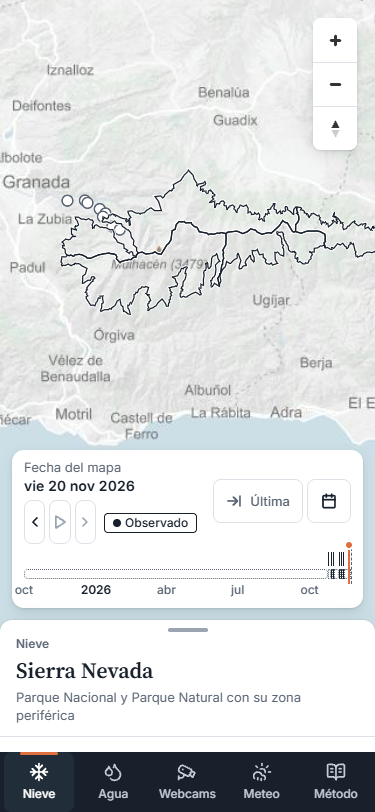 +
Iznalloz
−
Benalúa
Deifontes
Guadix
lbolote
Granada
La Zubia
Padul
Mulhacén (3479)
Ugíjar
Órgiva
Vélez de
Benaudalla
Berja
Albuñol
Motril
Castell de
Ferro
La Rábita
Adra
El E
ñécar
Fecha del mapa
vie 20 nov 2026
Última
Observado
oct
2026
abr
jul
oct
Nieve
Sierra Nevada
Parque Nacional y Parque Natural con su zona
periférica
Nieve
Agua
Webcams
Meteo
Método